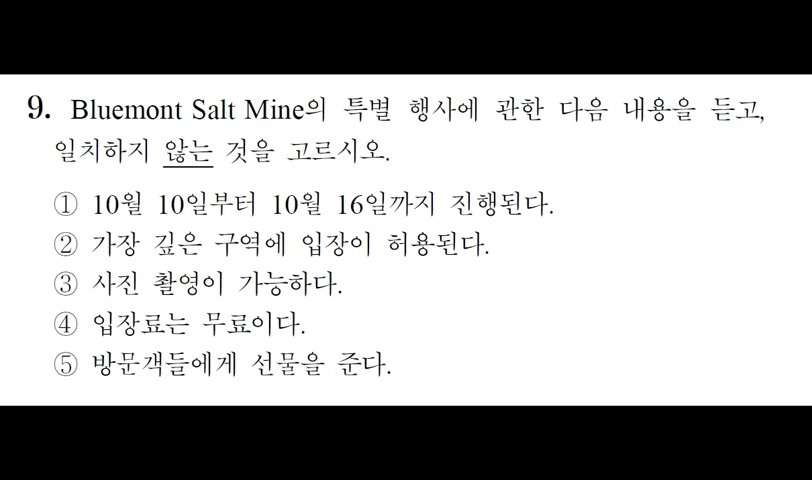 9. Bluemont Salt Mine의 특별 행사에 관한 다음 내용을 듣고,
일치하지 않는 것을 고르시오.
① 10월 10일부터 10월 16일까지 진행된다.
② 가장 깊은 구역에 입장이 허용된다.
③ 사진 촬영이 가능하다.
④ 입장료는 무료이다.
⑤ 방문객들에게 선물을 준다.